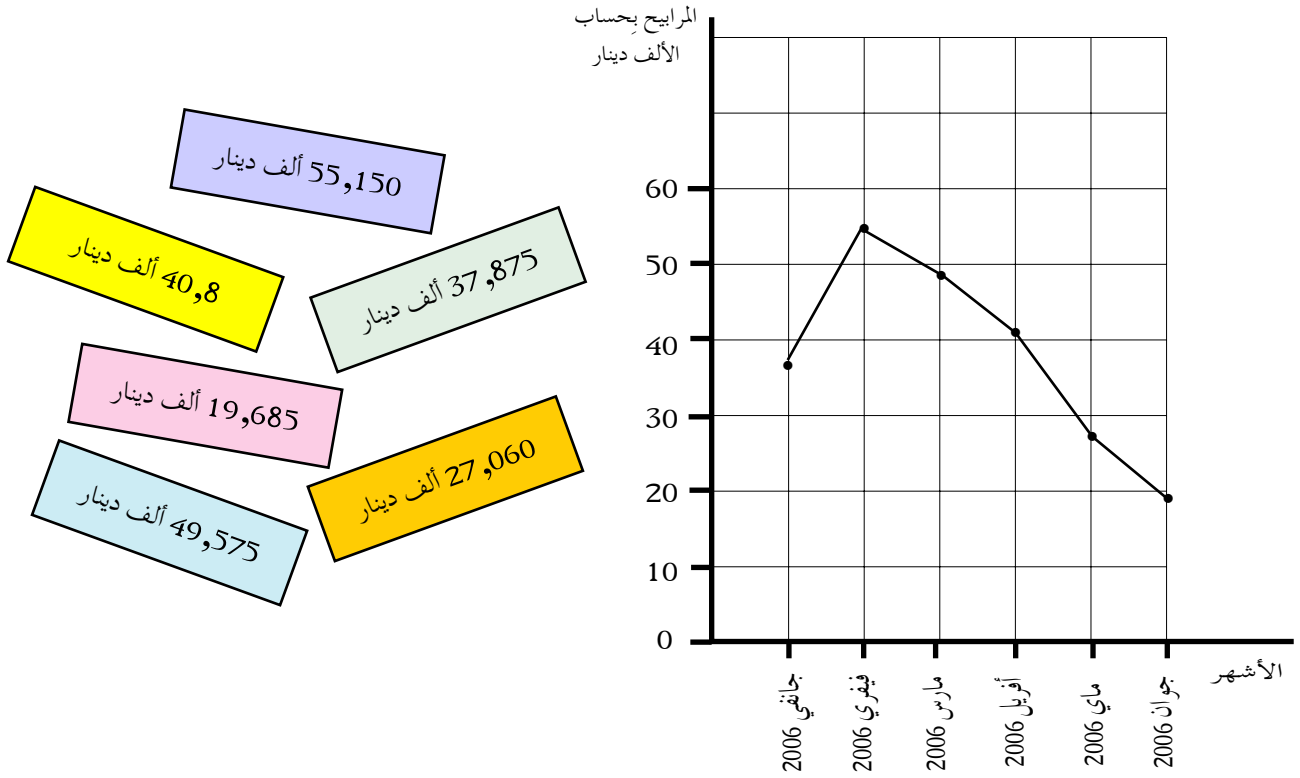 المرابيح بِحساب
الألف دينار
55,150 ألف دينار
40,8 ألف دينار
37,875 ألف دينار
19,685 ألف دينار
27,060 ألف دينار
49,575 ألف دينار
60
50
40
30
20
10
0
جانفي 2006
فيفري 2006
مارس 2006
أفريل 2006
ماي 2006
جوان 2006
الأشهر